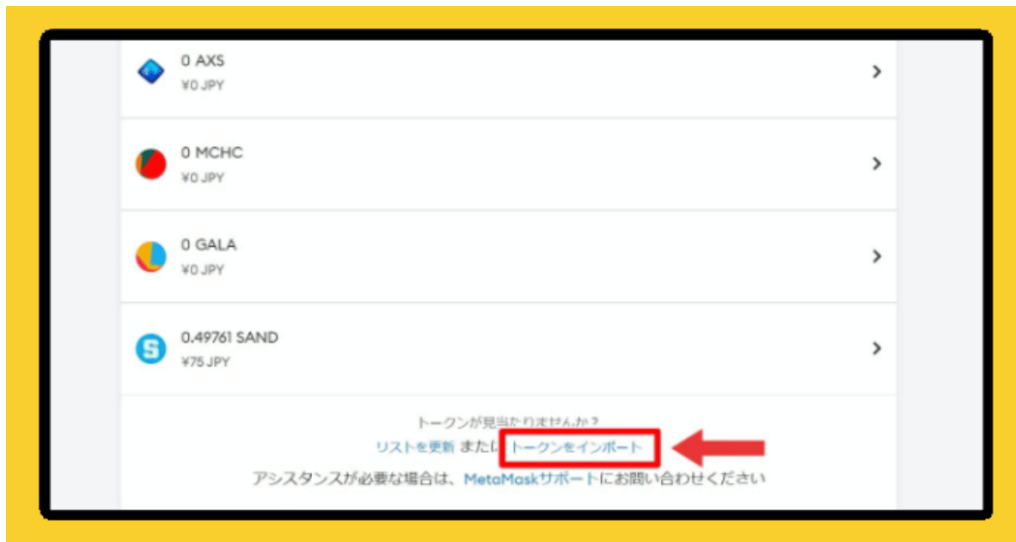 0 AXS
¥0 JPY
0 MCHC
¥0 JPY
0 GALA
¥0 JPY
0.49761 SAND
¥75 JPY
トークンが見当たりませんか?
リストを更新 または トークンをインポート
アシスタンスが必要な場合は、MetaMaskサポートにお問い合わせください